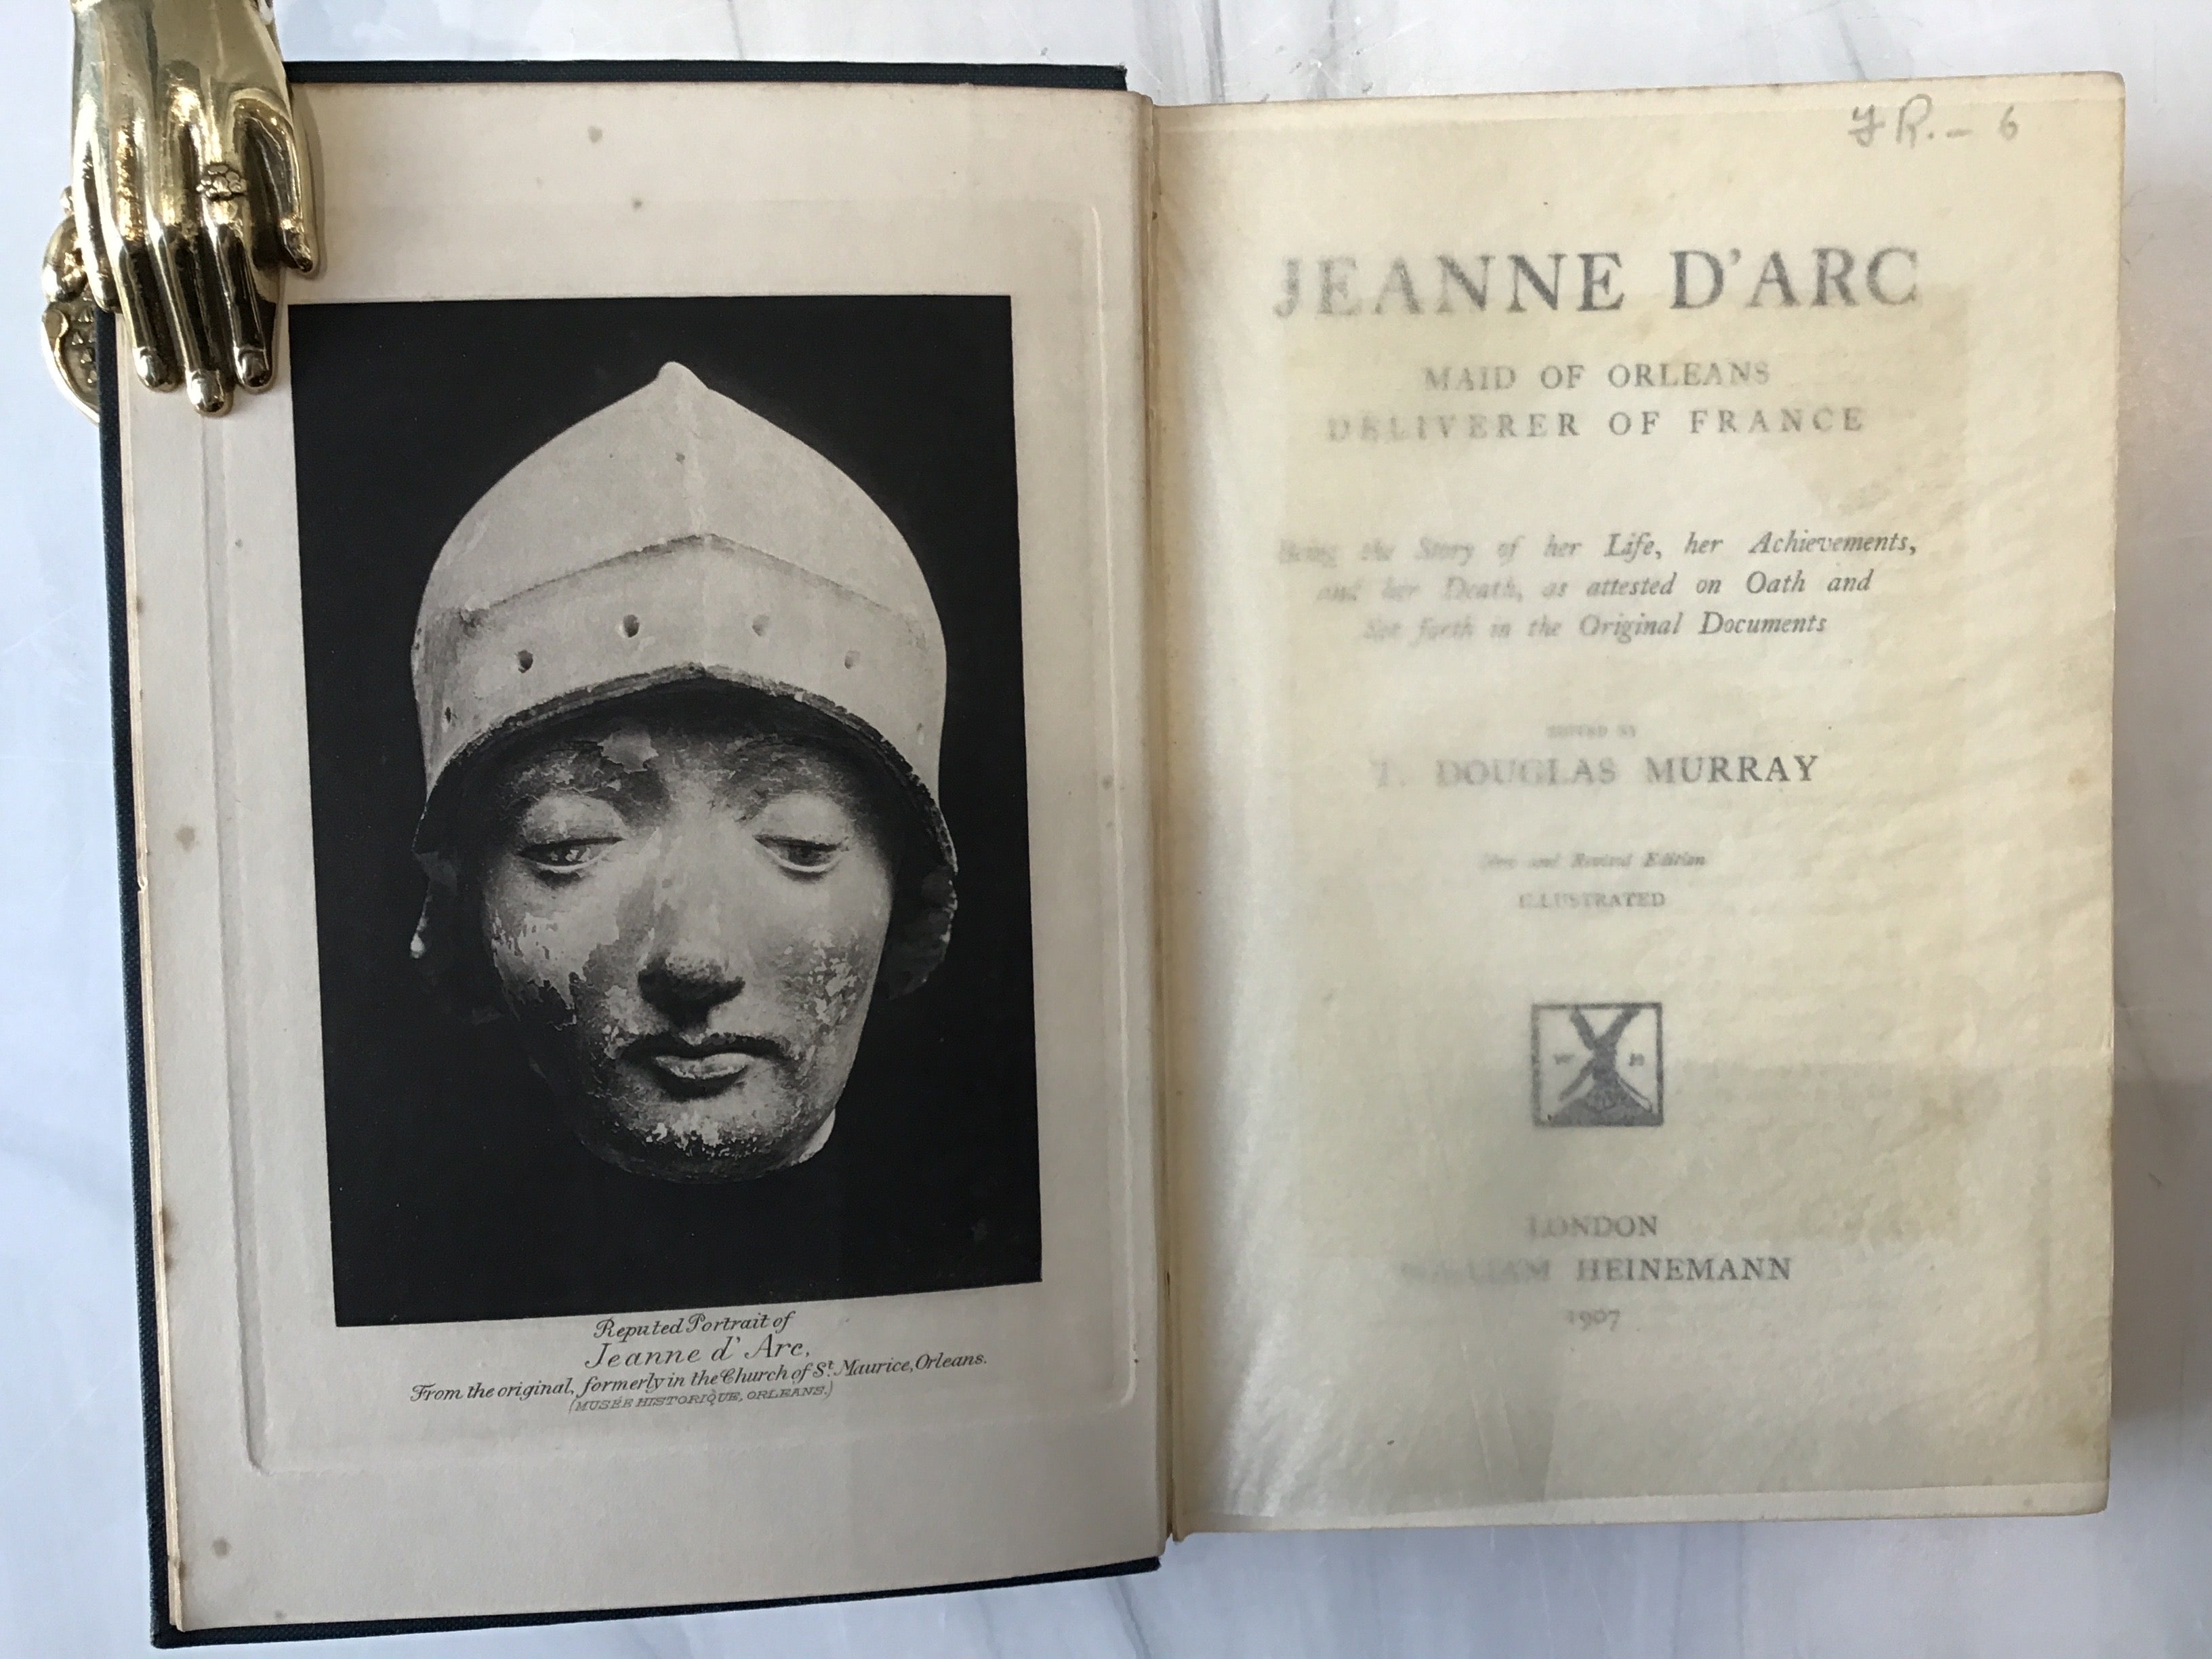 Reputed Portrait of
Jeanne d' Arc,
From the original, formerly in the Church of St. Maurice, Orleans.
(MUSÉE HISTORIQUE, ORLEANS.)
R. - 6
JEANNE D'ARC
MAID OF ORLEANS
DELIVERER OF FRANCE
Being the Story of her Life, her Achievements,
and her Death, as attested on Oath and
Set forth in the Original Documents
EDITED BY
T. DOUGLAS MURRAY
New and Revised Edition
ILLUSTRATED
W H
LONDON
WILLIAM HEINEMANN
1907